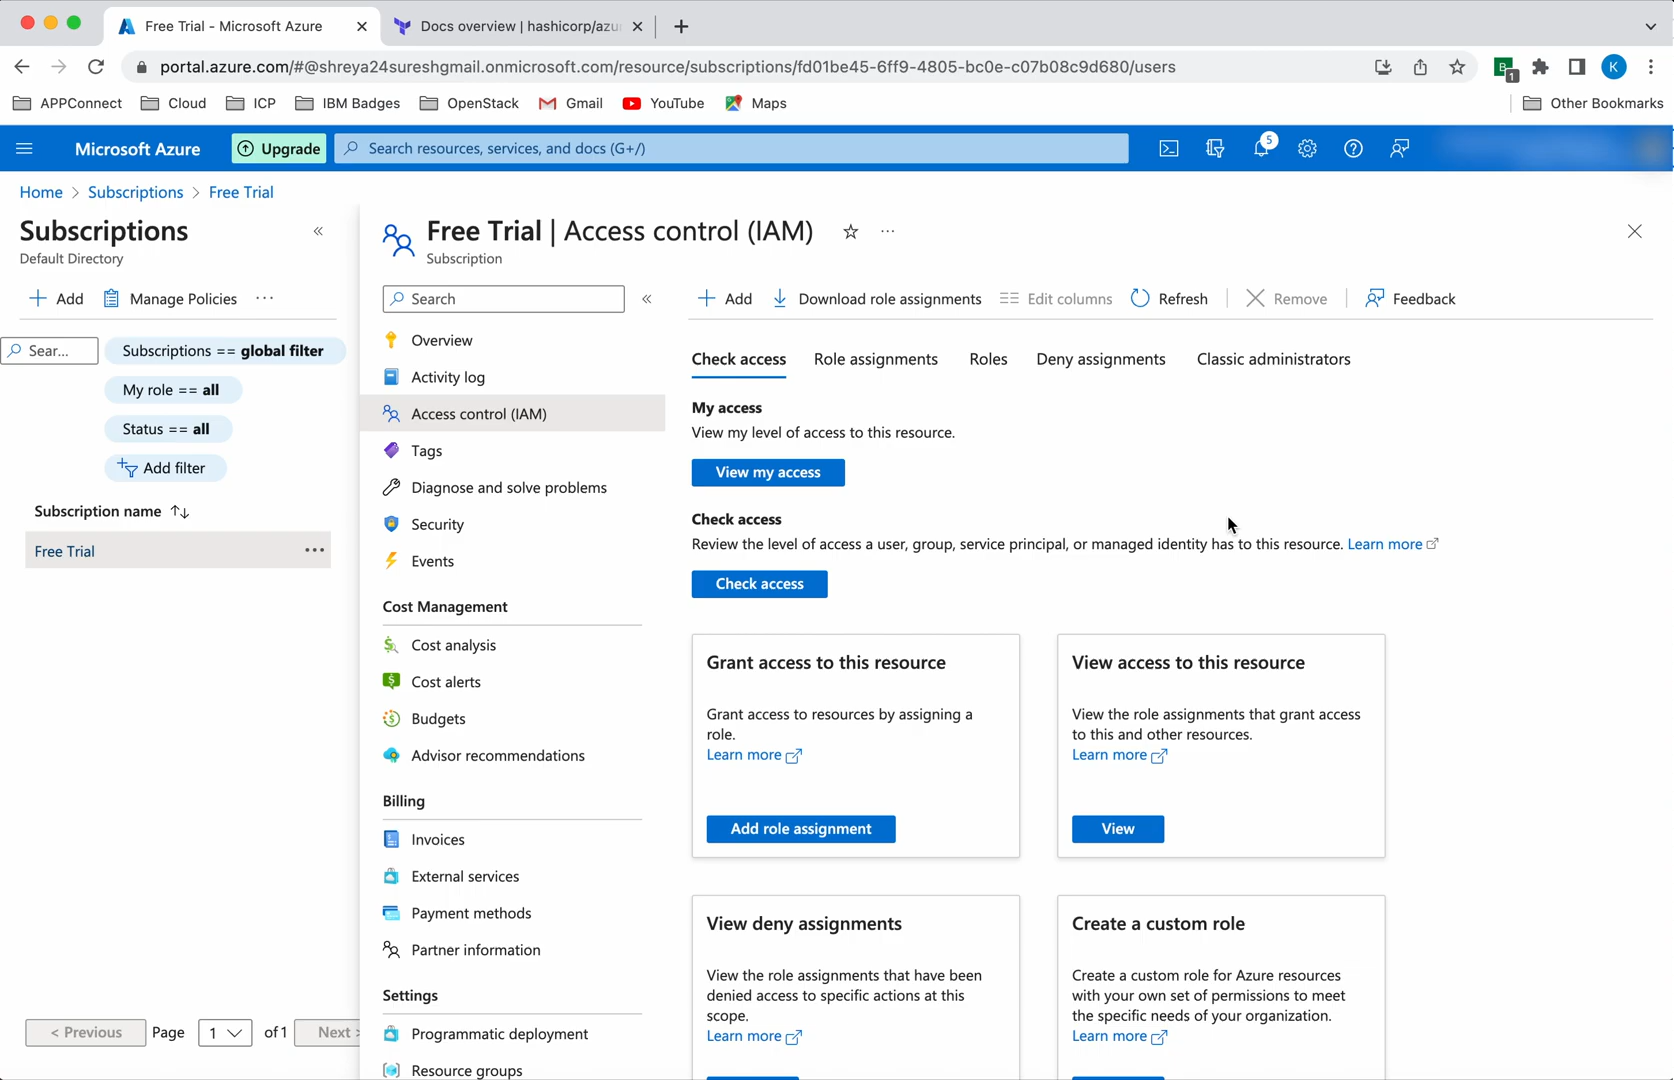 Free Trial - Microsoft Azure
Docs overview | hashicorp/azu
portal.azure.com/#@shreya24sureshgmail.onmicrosoft.com/resource/subscriptions/fd01be45-6ff9-4805-bc0e-c07b08c9d680/users
B 1
K
APPConnect
Cloud
ICP
IBM Badges
OpenStack
Gmail
YouTube
Maps
Other Bookmarks
Microsoft Azure
Upgrade
Search resources, services, and docs (G+/)
5
Home > Subscriptions > Free Trial
Subscriptions
Default Directory
Add
Manage Policies
Sear...
Subscriptions == global filter
My role == all
Status == all
Add filter
Subscription name
Free Trial
< Previous
Page
1
of 1
Next >
Free Trial | Access control (IAM)
Subscription
Search
Overview
Activity log
Access control (IAM)
Tags
Diagnose and solve problems
Security
Events
Cost Management
Cost analysis
Cost alerts
Budgets
Advisor recommendations
Billing
Invoices
External services
Payment methods
Partner information
Settings
Programmatic deployment
Resource groups
Add
Download role assignments
Edit columns
Refresh
Remove
Feedback
Check access
Role assignments
Roles
Deny assignments
Classic administrators
My access
View my level of access to this resource.
View my access
Check access
Review the level of access a user, group, service principal, or managed identity has to this resource. Learn more
Check access
Grant access to this resource
Grant access to resources by assigning a
role.
Learn more
Add role assignment
View access to this resource
View the role assignments that grant access
to this and other resources.
Learn more
View
View deny assignments
View the role assignments that have been
denied access to specific actions at this
scope.
Learn more
Create a custom role
Create a custom role for Azure resources
with your own set of permissions to meet
the specific needs of your organization.
Learn more